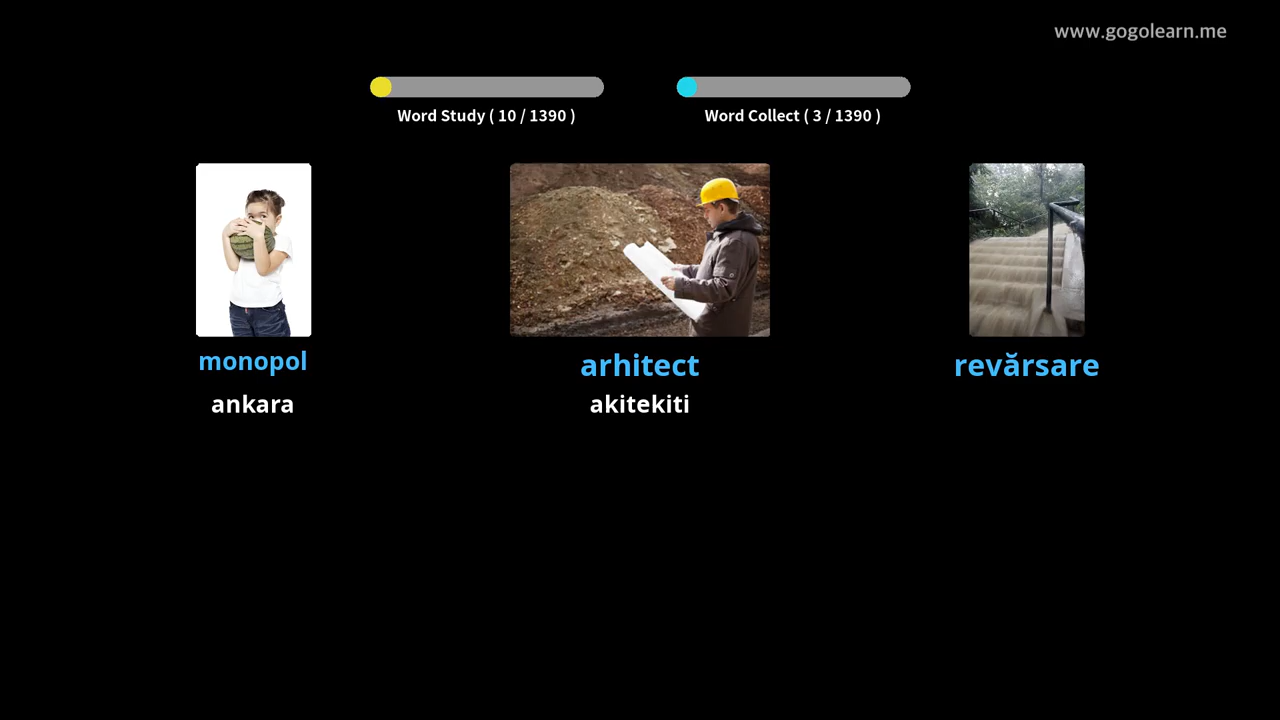 www.gogolearn.me
Word Study ( 10 / 1390 )
Word Collect ( 3 / 1390 )
monopol
ankara
arhitect
akitekiti
revărsare